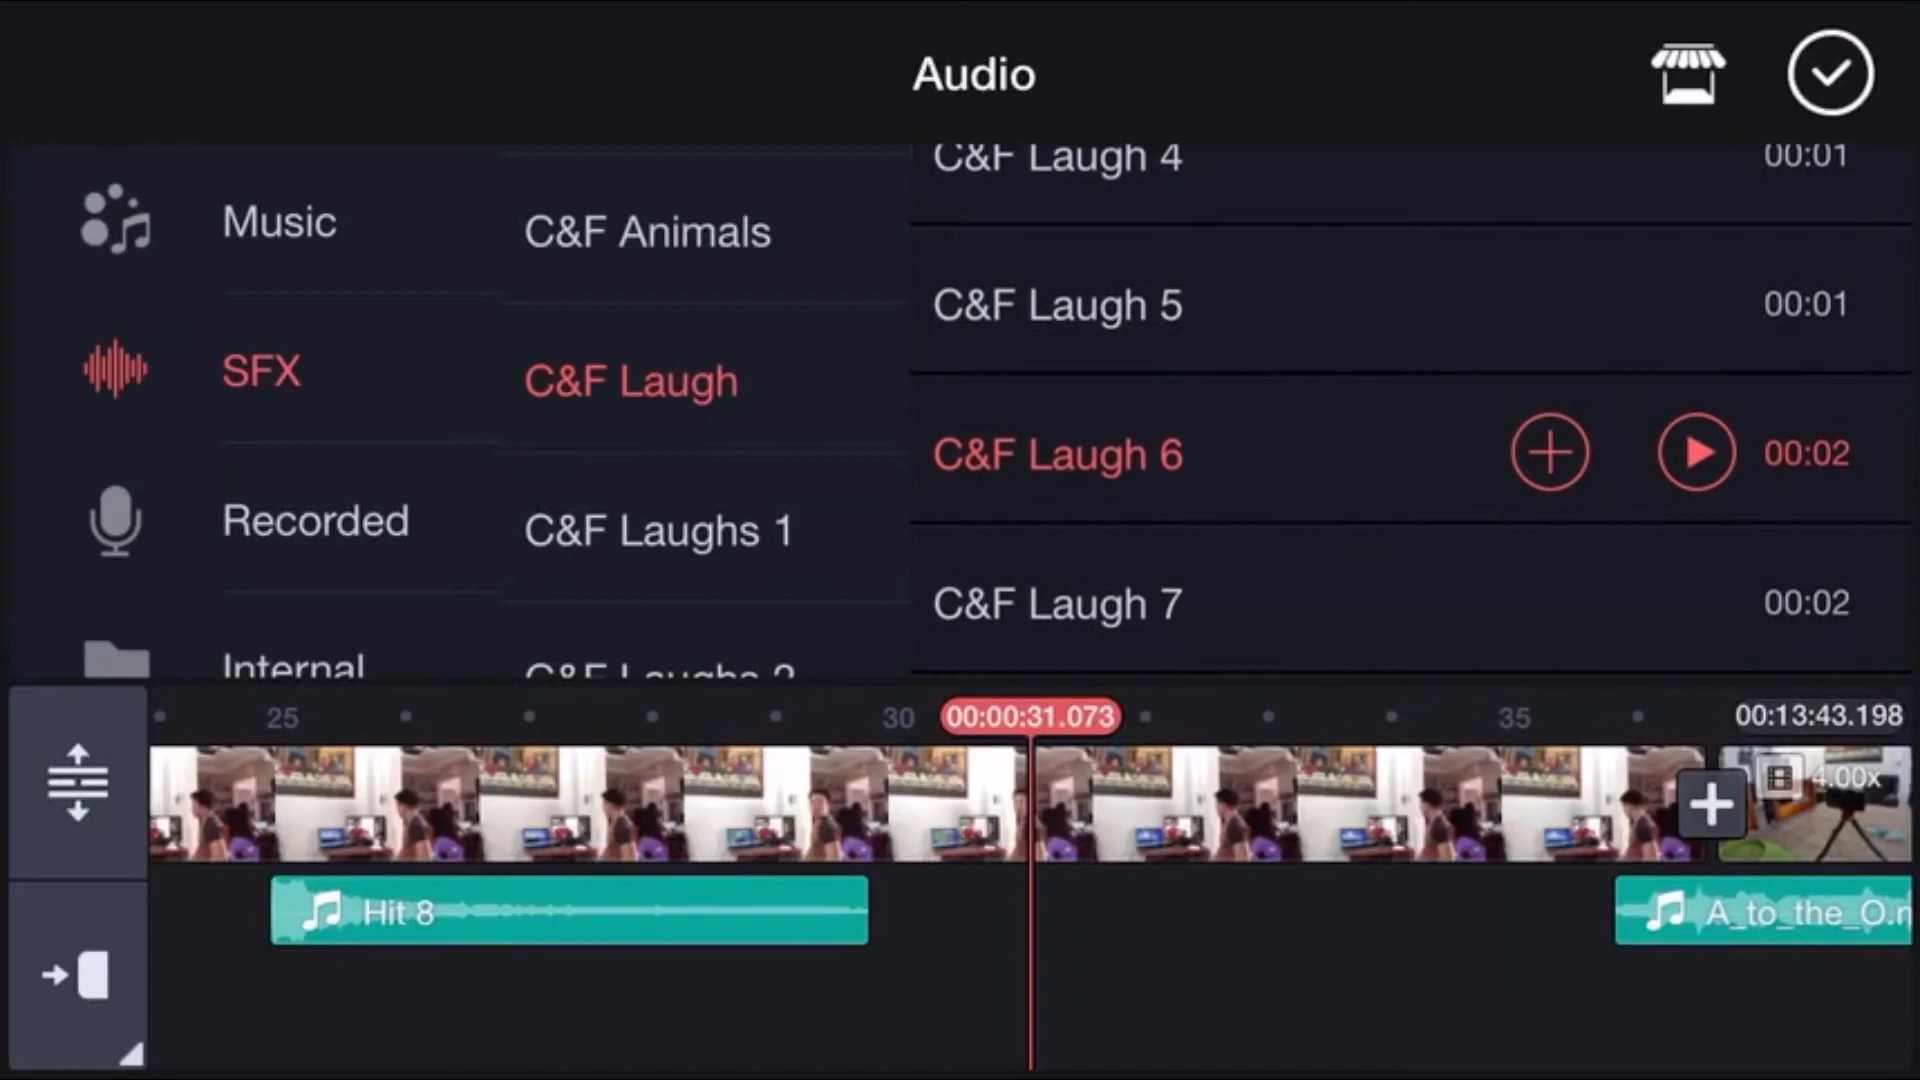 Audio
Music
SFX
Recorded
Internal
C&F Animals
C&F Laugh
C&F Laughs 1
C&F Laughs 2
C&F Laugh 4 00:01
C&F Laugh 5 00:01
C&F Laugh 6 00:02
C&F Laugh 7 00:02
25 30 00:00:31.073 35 00:13:43.198
4.00x
Hit 8
A_to_the_O.